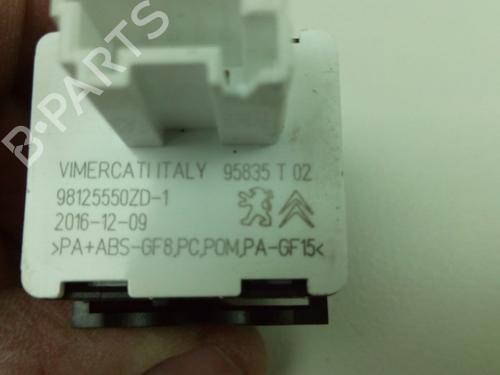 B-PARTS
VIMERCATI ITALY 95835 T 02
98125550ZD-1
2016-12-09
>PA+ABS-GF8,PC,POM,PA-GF15<